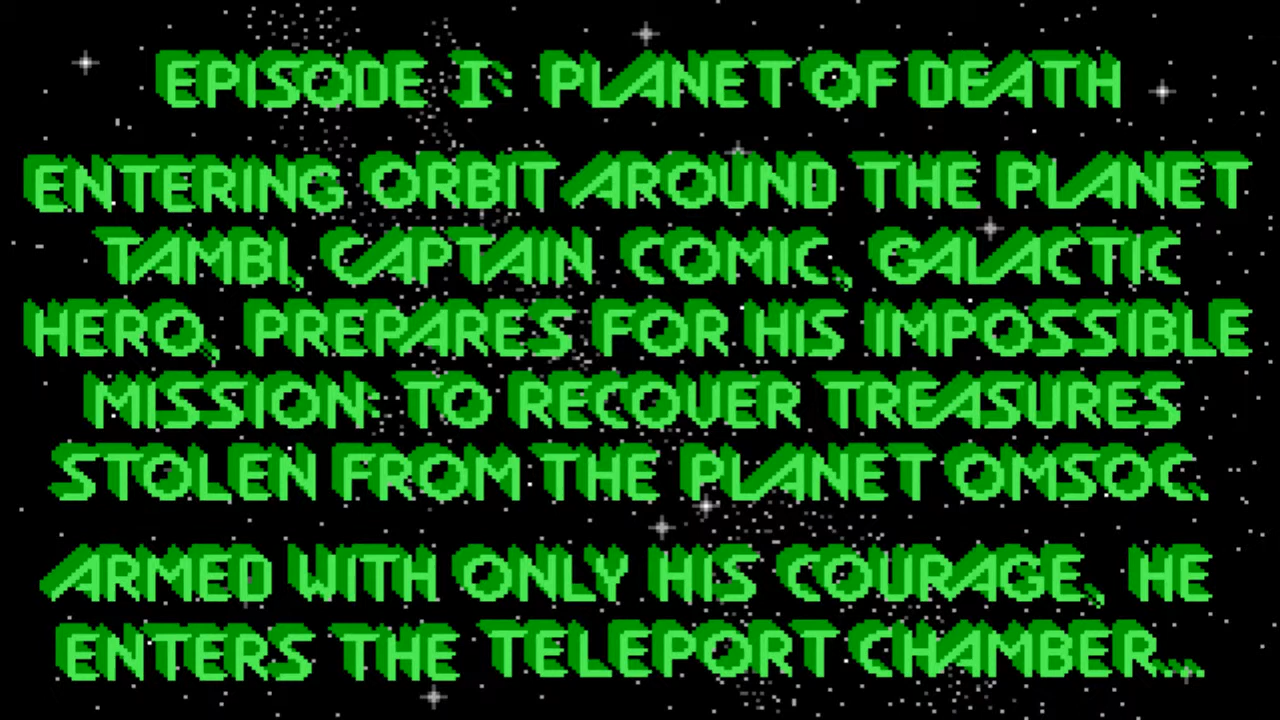 EPISODE I: PLANET OF DEATH
ENTERING ORBIT AROUND THE PLANET
TAMBI, CAPTAIN COMIC, GALACTIC
HERO, PREPARES FOR HIS IMPOSSIBLE
MISSION: TO RECOVER TREASURES
STOLEN FROM THE PLANET OMSOC.
ARMED WITH ONLY HIS COURAGE, HE
ENTERS THE TELEPORT CHAMBER...